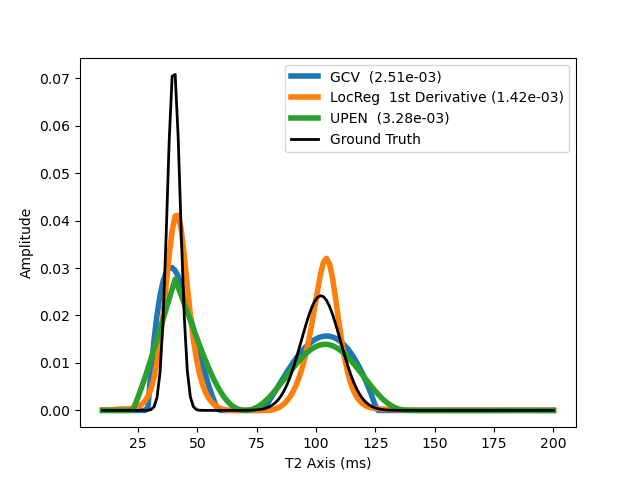 0.07
0.06
0.05
0.04
0.03
0.02
0.01
0.00
Amplitude
GCV (2.51e-03)
LocReg 1st Derivative (1.42e-03)
UPEN (3.28e-03)
Ground Truth
25 50 75 100 125 150 175 200
T2 Axis (ms)